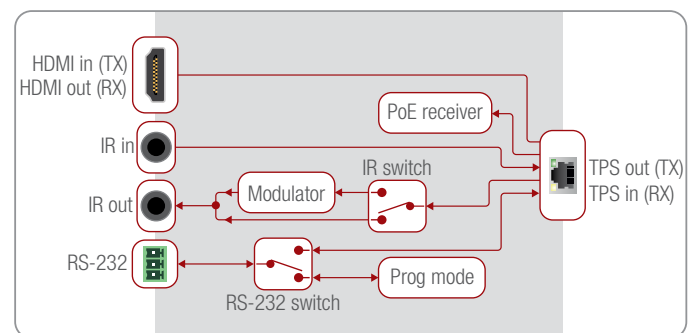 HDMI in (TX)
HDMI out (RX)
PoE receiver
IR in
IR switch
TPS out (TX)
TPS in (RX)
Modulator
IR out
RS-232
Prog mode
RS-232 switch